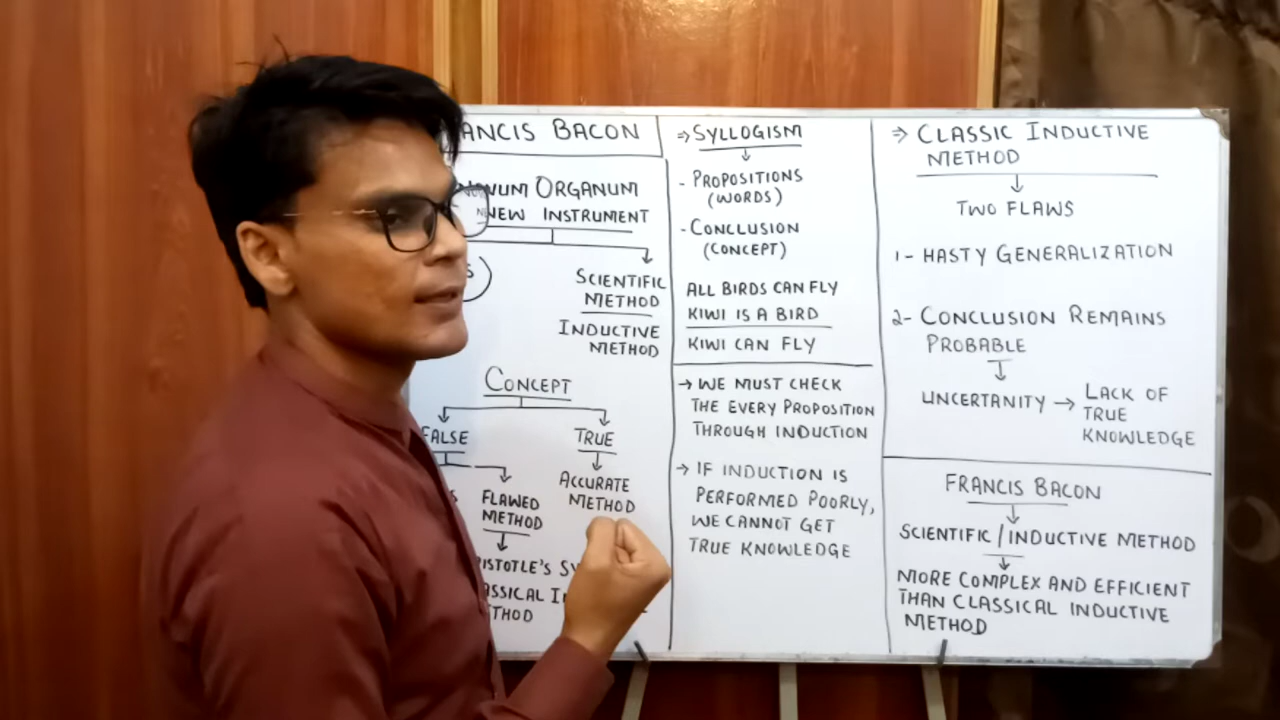 ANCIS BACON
NOVUM ORGANUM
NEW INSTRUMENT
S
SCIENTIFIC
METHOD
INDUCTIVE
METHOD
CONCEPT
FALSE
TRUE
S
FLAWED
METHOD
ACCURATE
METHOD
RISTOTLE'S SY
ASSICAL I
THOD
⇒ SYLLOGISM
- PROPOSITIONS
(WORDS)
- CONCLUSION
(CONCEPT)
ALL BIRDS CAN FLY
KIWI IS A BIRD
KIWI CAN FLY
→ WE MUST CHECK
THE EVERY PROPOSITION
THROUGH INDUCTION
→ IF INDUCTION IS
PERFORMED POORLY,
WE CANNOT GET
TRUE KNOWLEDGE
⇒ CLASSIC INDUCTIVE
METHOD
TWO FLAWS
1- HASTY GENERALIZATION
2- CONCLUSION REMAINS
PROBABLE
UNCERTANITY → LACK OF
TRUE
KNOWLEDGE
FRANCIS BACON
SCIENTIFIC / INDUCTIVE METHOD
MORE COMPLEX AND EFFICIENT
THAN CLASSICAL INDUCTIVE
METHOD